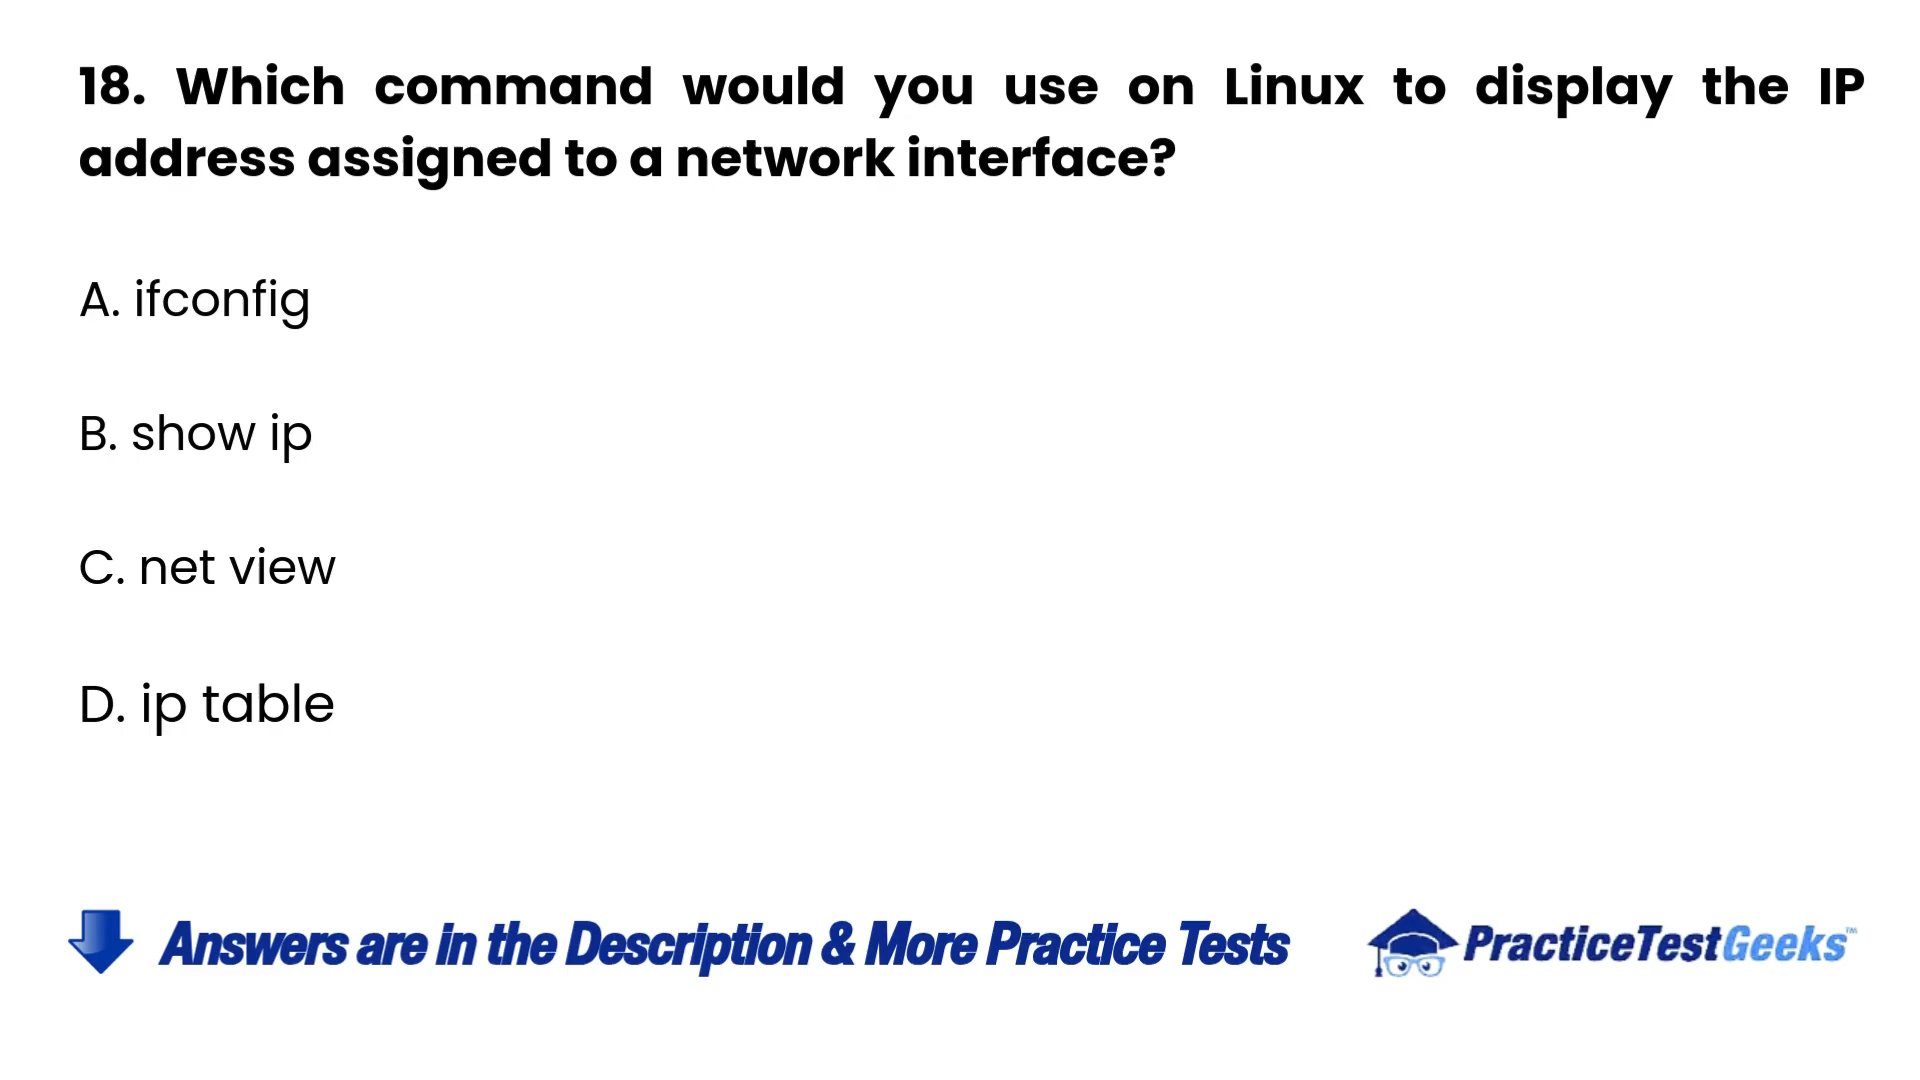 18. Which command would you use on Linux to display the IP
address assigned to a network interface?
A. ifconfig
B. show ip
C. net view
D. ip table
Answers are in the Description & More Practice Tests
PracticeTestGeeks™